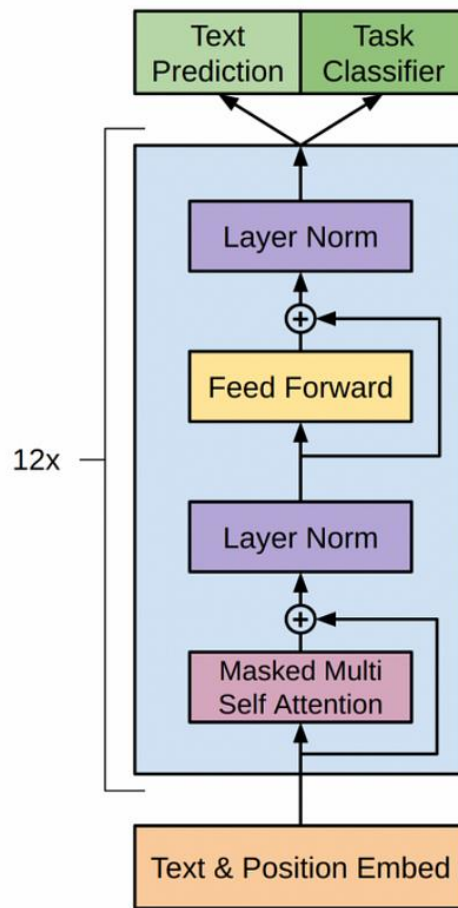 Text
Prediction
Task
Classifier
Layer Norm
Feed Forward
12x
Layer Norm
Masked Multi
Self Attention
Text & Position Embed